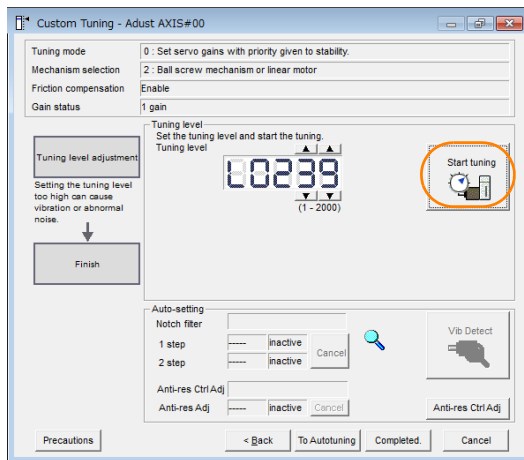 Custom Tuning - Adust AXIS#00
Tuning mode
0 : Set servo gains with priority given to stability.
Mechanism selection
2 : Ball screw mechanism or linear motor
Friction compensation
Enable
Gain status
1 gain
Tuning level adjustment
Setting the tuning level
too high can cause
vibration or abnormal
noise.
Finish
Tuning level
Set the tuning level and start the tuning.
Tuning level
L0239
(1 - 2000)
Start tuning
Auto-setting
Notch filter
1 step
-----
inactive
2 step
-----
inactive
Cancel
Vib Detect
Anti-res Ctrl Adj
Anti-res Adj
-----
inactive
Cancel
Anti-res Ctrl Adj
Precautions
< Back
To Autotuning
Completed.
Cancel